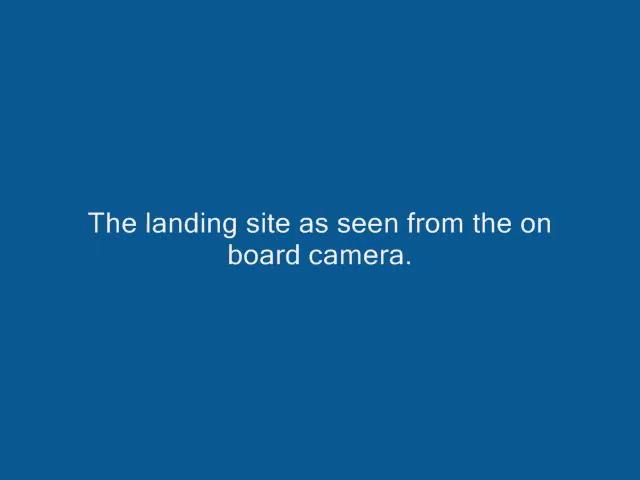 The landing site as seen from the on
board camera.